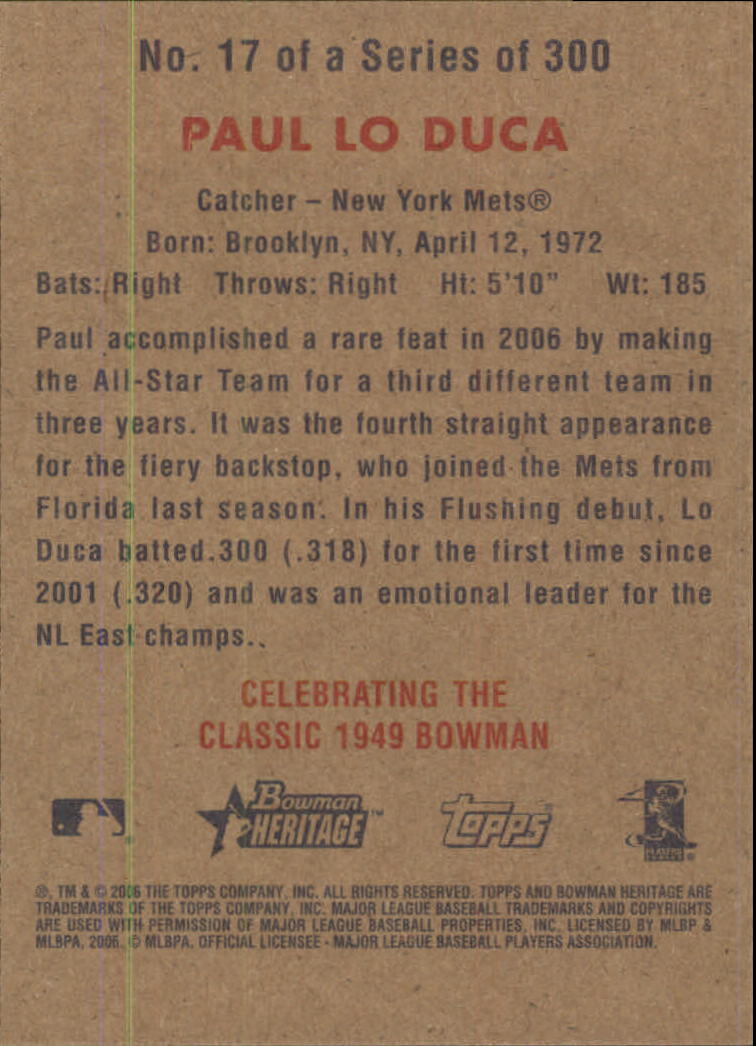 No. 17 of a Series of 300
PAUL LO DUCA
Catcher – New York Mets®
Born: Brooklyn, NY, April 12, 1972
Bats: Right Throws: Right Ht: 5'10" Wt: 185
Paul accomplished a rare feat in 2006 by making
the All-Star Team for a third different team in
three years. It was the fourth straight appearance
for the fiery backstop, who joined the Mets from
Florida last season. In his Flushing debut, Lo
Duca batted .300 (.318) for the first time since
2001 (.320) and was an emotional leader for the
NL East champs..
CELEBRATING THE
CLASSIC 1949 BOWMAN
Bowman
HERITAGE™
Topps®
PLAYERS
CHOICE®
®, TM & © 2006 THE TOPPS COMPANY, INC. ALL RIGHTS RESERVED. TOPPS AND BOWMAN HERITAGE ARE
TRADEMARKS OF THE TOPPS COMPANY, INC. MAJOR LEAGUE BASEBALL TRADEMARKS AND COPYRIGHTS
ARE USED WITH PERMISSION OF MAJOR LEAGUE BASEBALL PROPERTIES, INC. LICENSED BY MLBP &
MLBPA, 2006. © MLBPA. OFFICIAL LICENSEE - MAJOR LEAGUE BASEBALL PLAYERS ASSOCIATION.